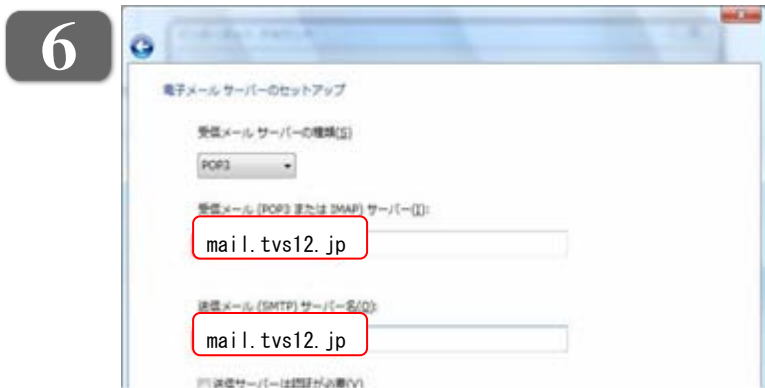 6
電子メール サーバーのセットアップ
受信メール サーバーの種類(S)
POP3
受信メール (POP3 または IMAP) サーバー(I):
mail.tvs12.jp
送信メール (SMTP) サーバー名(O):
mail.tvs12.jp
送信サーバーは認証が必要(V)